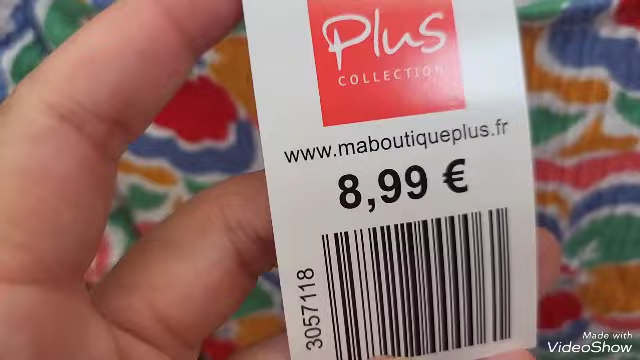 Plus
COLLECTION
www.maboutiqueplus.fr
8,99 €
3057118
Made with
VideoShow